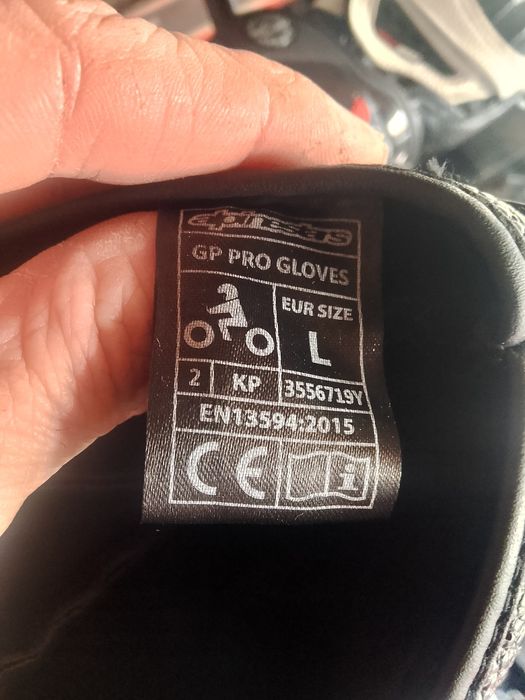 alpinestars
GP PRO GLOVES
EUR SIZE
L
2 KP 3556719Y
EN13594:2015
CE
i